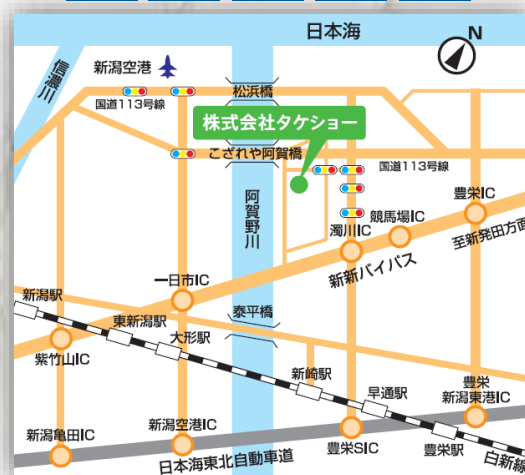 日本海
N
新潟空港
信濃川
国道113号線
松浜橋
株式会社タケショー
こざれや阿賀橋
国道113号線
阿賀野川
豊栄IC
競馬場IC
濁川IC
至新発田方面
新新バイパス
一日市IC
新潟駅
泰平橋
東新潟駅
大形駅
紫竹山IC
新崎駅
早通駅
豊栄
新潟東港IC
新潟亀田IC
新潟空港IC
日本海東北自動車道
豊栄SIC
豊栄駅
白新線